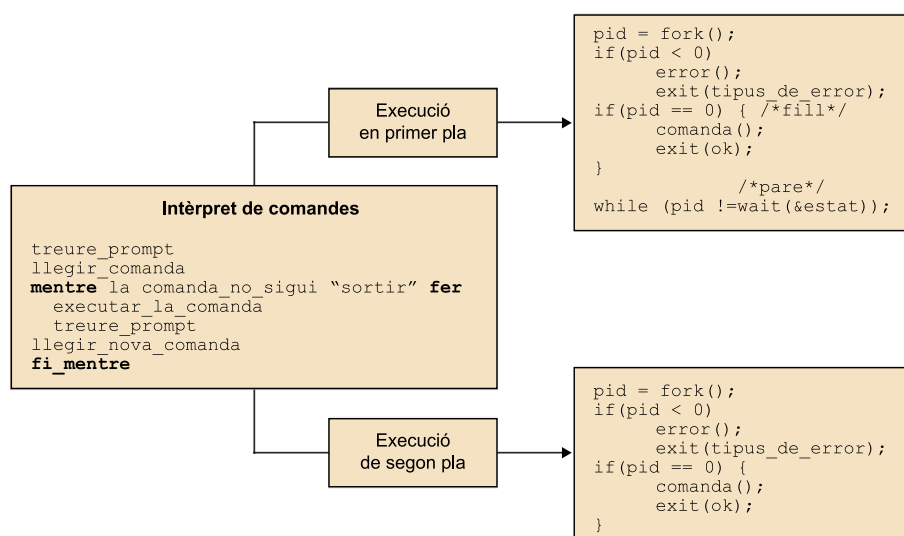 Intèrpret de comandes
treure_prompt
llegir_comanda
mentre la comanda_no_sigui “sortir” fer
executar_la_comanda
treure_prompt
llegir_nova_comanda
fi_mentre
Execució
en primer pla
pid = fork();
if(pid < 0)
error();
exit(tipus_de_error);
if(pid == 0) { /*fill*/
comanda();
exit(ok);
}
/*pare*/
while (pid !=wait(&estat));
Execució
de segon pla
pid = fork();
if(pid < 0)
error();
exit(tipus_de_error);
if(pid == 0) {
comanda();
exit(ok);
}